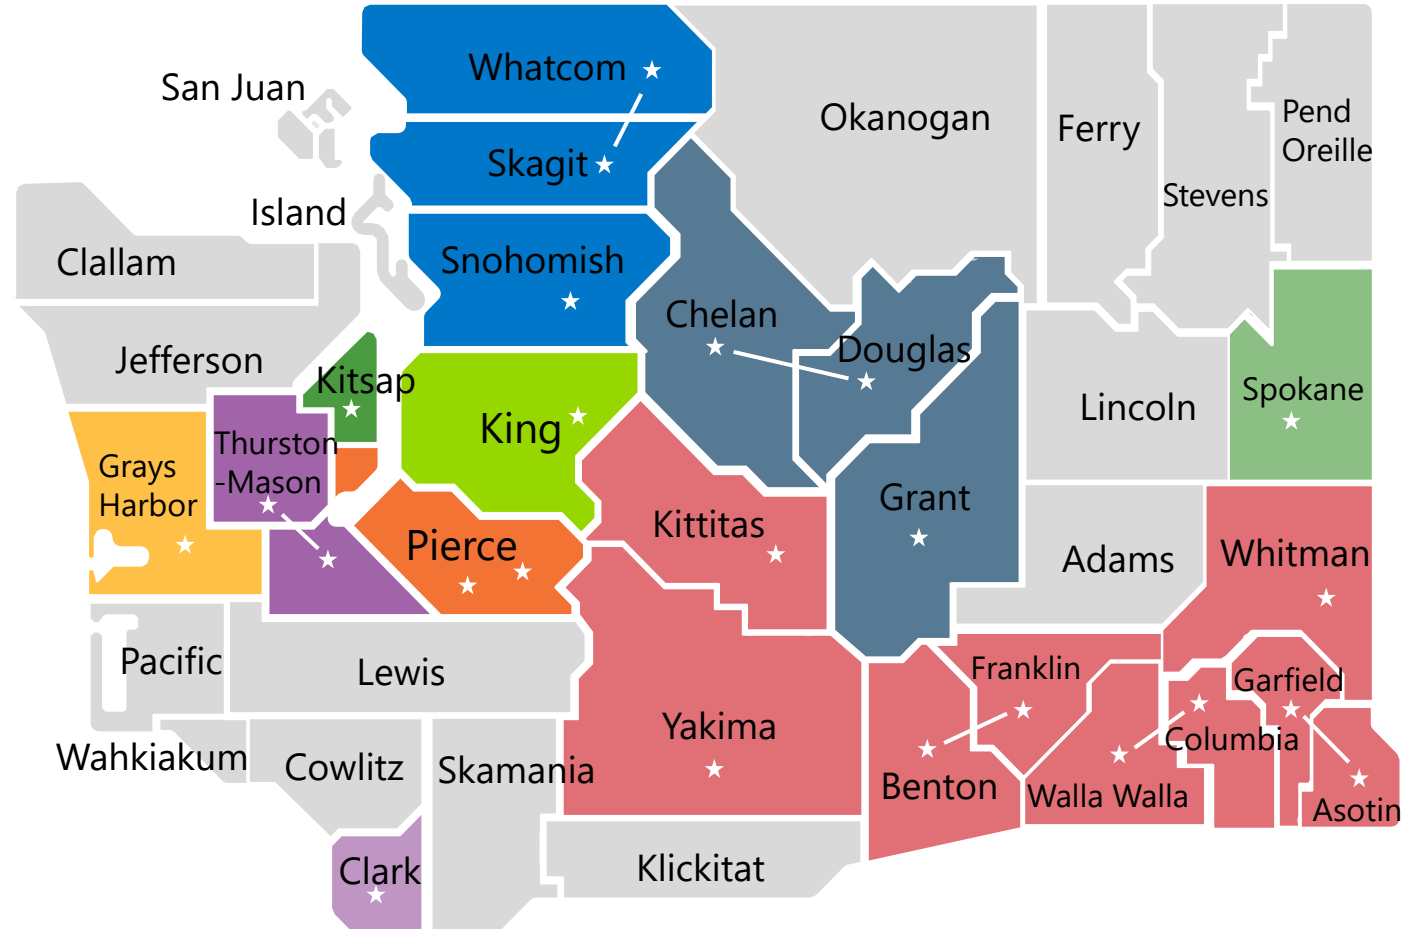 Whatcom
San Juan
Okanogan
Ferry
Pend
Oreille
Skagit
Stevens
Island
Clallam
Snohomish
Chelan
Douglas
Jefferson
Kitsap
Spokane
Lincoln
King
Thurston
-Mason
Grays
Harbor
Grant
Kittitas
Pierce
Adams
Whitman
Pacific
Lewis
Franklin
Garfield
Yakima
Columbia
Wahkiakum
Cowlitz
Skamania
Benton
Walla Walla
Asotin
Clark
Klickitat